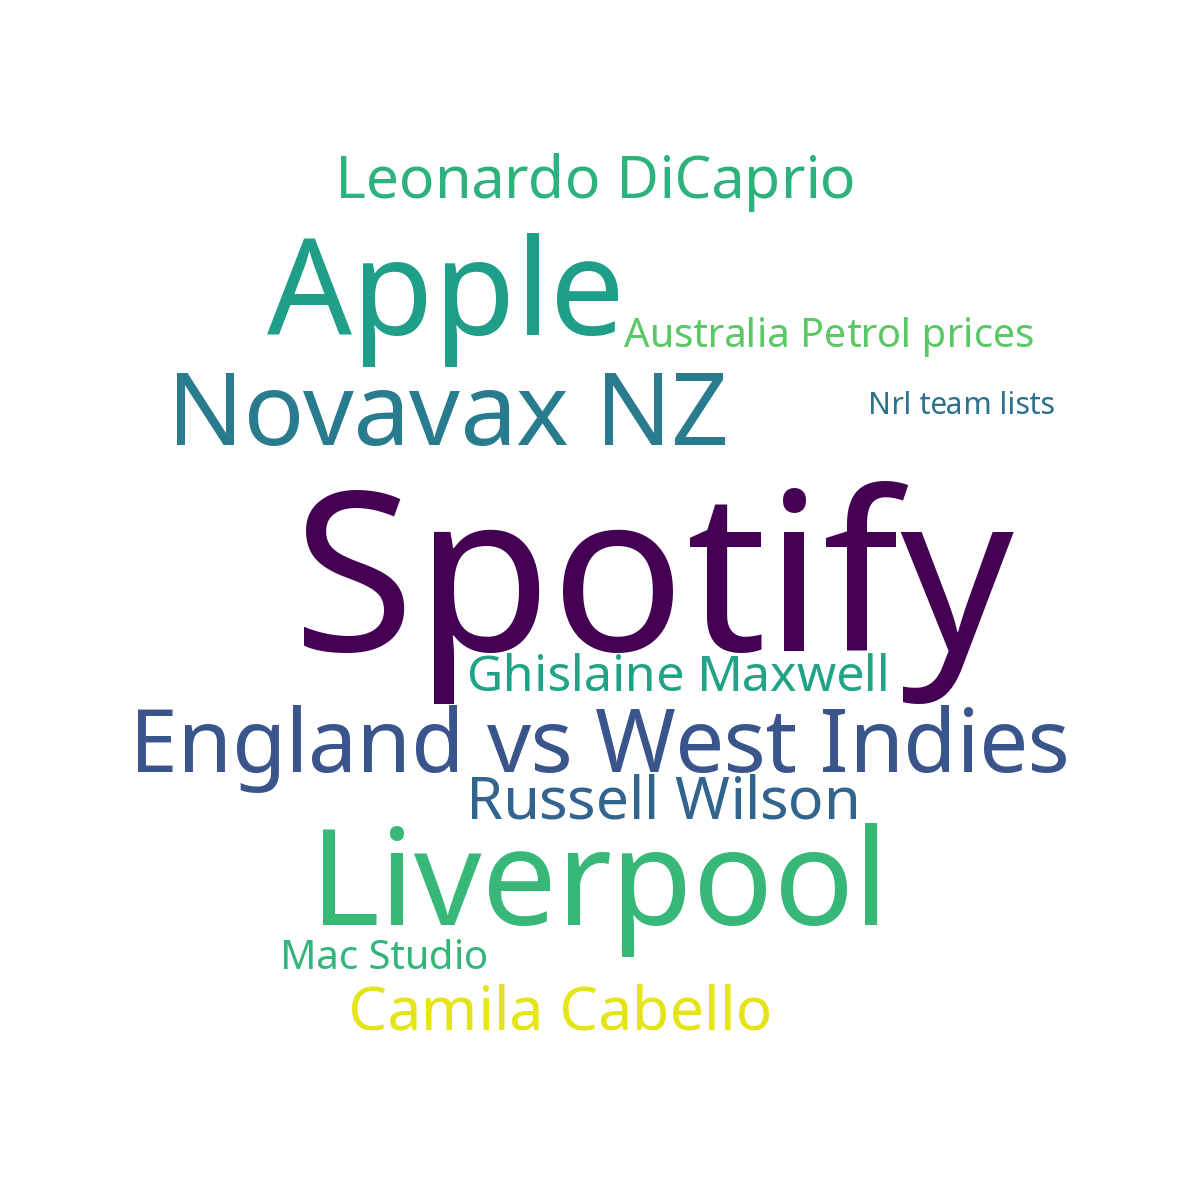 Leonardo DiCaprio
Apple
Australia Petrol prices
Novavax NZ
Nrl team lists
Spotify
Ghislaine Maxwell
England vs West Indies
Russell Wilson
Liverpool
Mac Studio
Camila Cabello